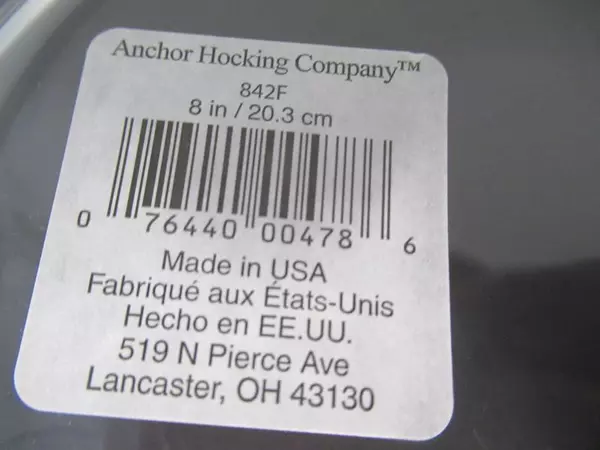 Anchor Hocking Company™
842F
8 in / 20.3 cm
0 76440 00478 6
Made in USA
Fabriqué aux États-Unis
Hecho en EE.UU.
519 N Pierce Ave
Lancaster, OH 43130